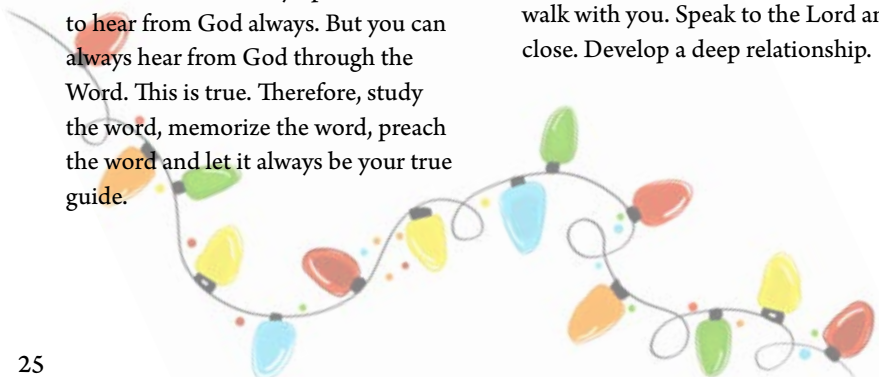 to hear from God always. But you can
always hear from God through the
Word. This is true. Therefore, study
the word, memorize the word, preach
the word and let it always be your true
guide.
walk with you. Speak to the Lord
close. Develop a deep relationship.
25